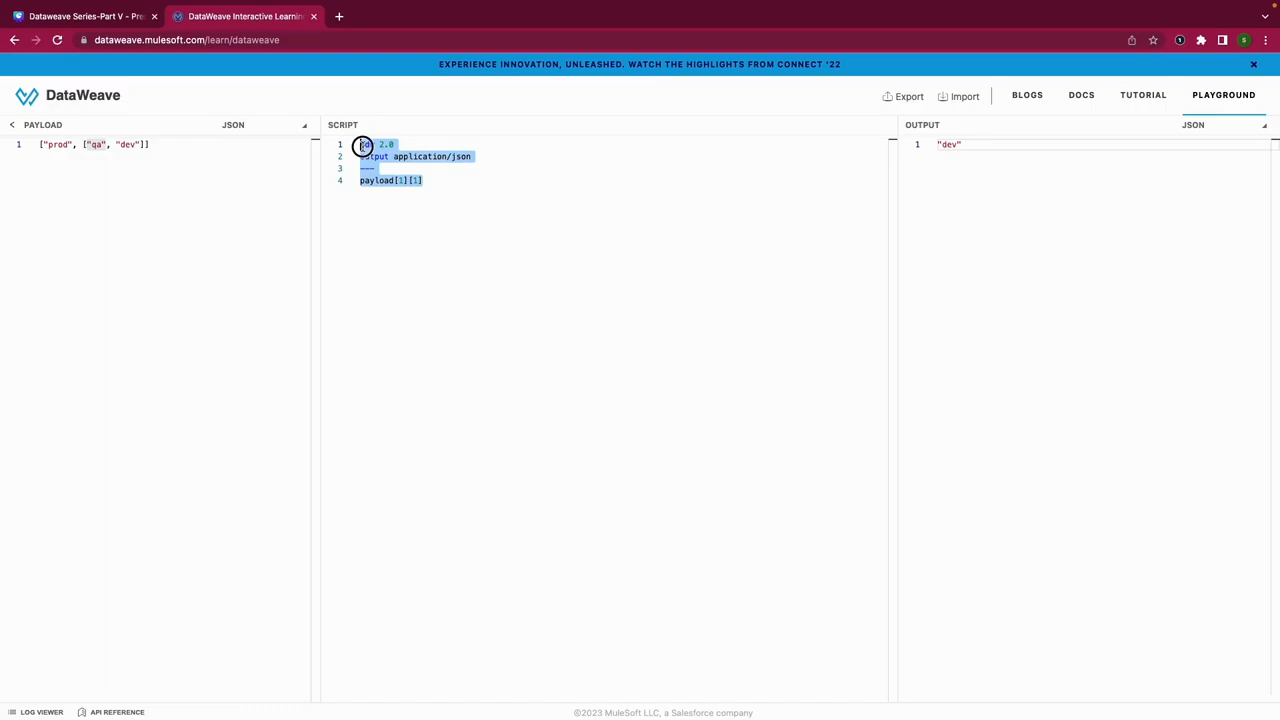 Dataweave Series-Part V - Pre
DataWeave Interactive Learnin
dataweave.mulesoft.com/learn/dataweave
EXPERIENCE INNOVATION, UNLEASHED. WATCH THE HIGHLIGHTS FROM CONNECT '22
DataWeave
Export
Import
BLOGS
DOCS
TUTORIAL
PLAYGROUND
PAYLOAD
JSON
SCRIPT
OUTPUT
JSON
1 ["prod", ["qa", "dev"]]
1 %dw 2.0
2 output application/json
3 ---
4 payload[1][1]
1 "dev"
LOG VIEWER
API REFERENCE
©2023 MuleSoft LLC, a Salesforce company